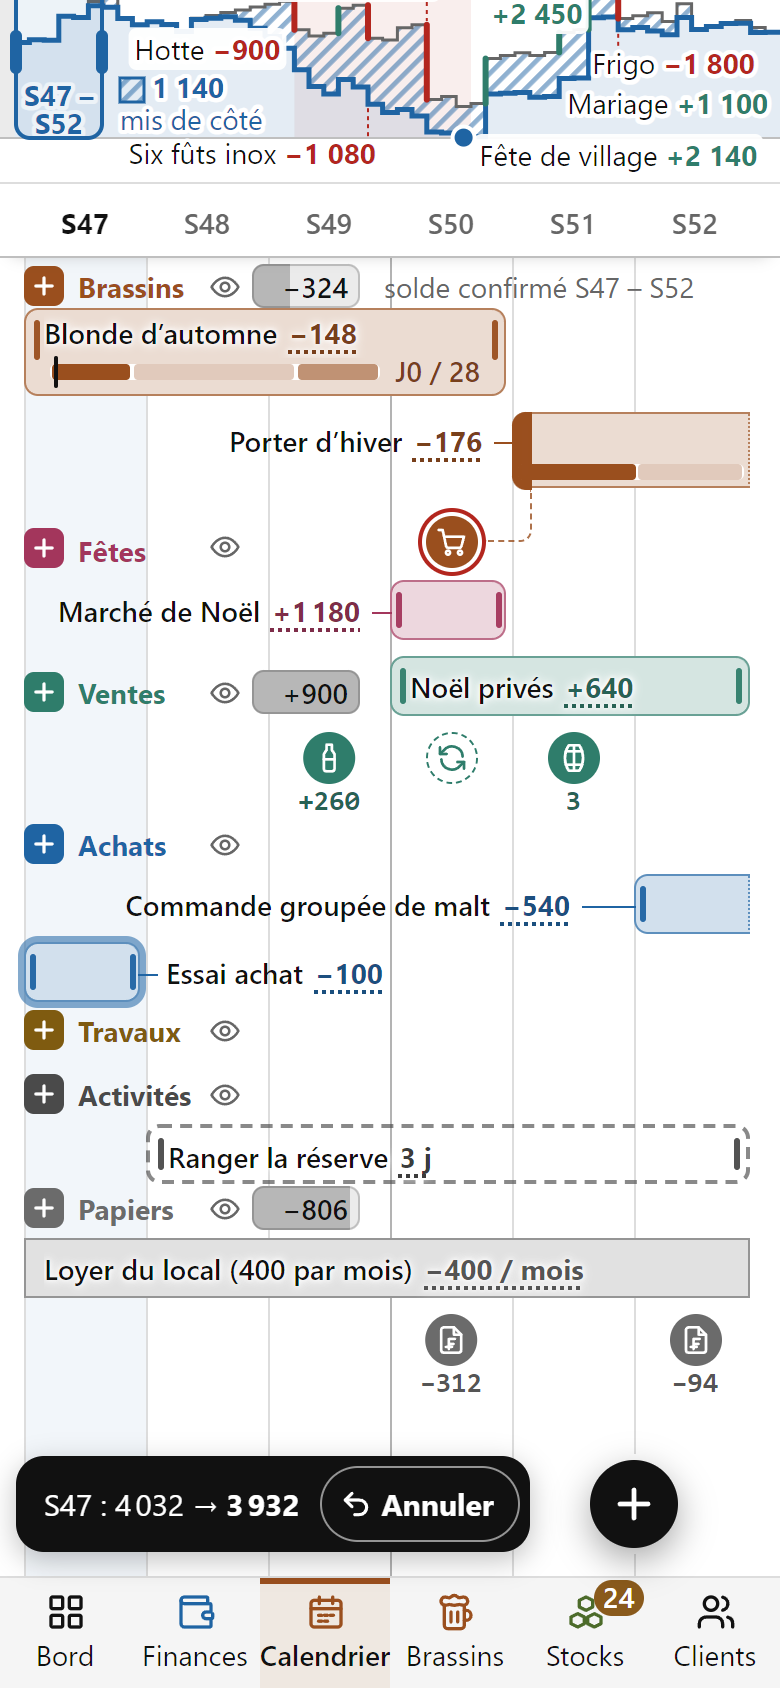 +2 450
Hotte −900
Frigo −1 800
1 140
mis de côté
S47 –
S52
Mariage +1 100
Six fûts inox −1 080
Fête de village +2 140
S47 S48 S49 S50 S51 S52
Brassins −324 solde confirmé S47 – S52
Blonde d’automne −148
J0 / 28
Porter d’hiver −176
Fêtes
Marché de Noël +1 180
Ventes +900 Noël privés +640
+260 3
Achats
Commande groupée de malt −540
Essai achat −100
Travaux
Activités
Ranger la réserve 3 j
Papiers −806
Loyer du local (400 par mois) −400 / mois
−312 −94
S47 : 4 032 → 3 932 Annuler
24
Bord Finances Calendrier Brassins Stocks Clients